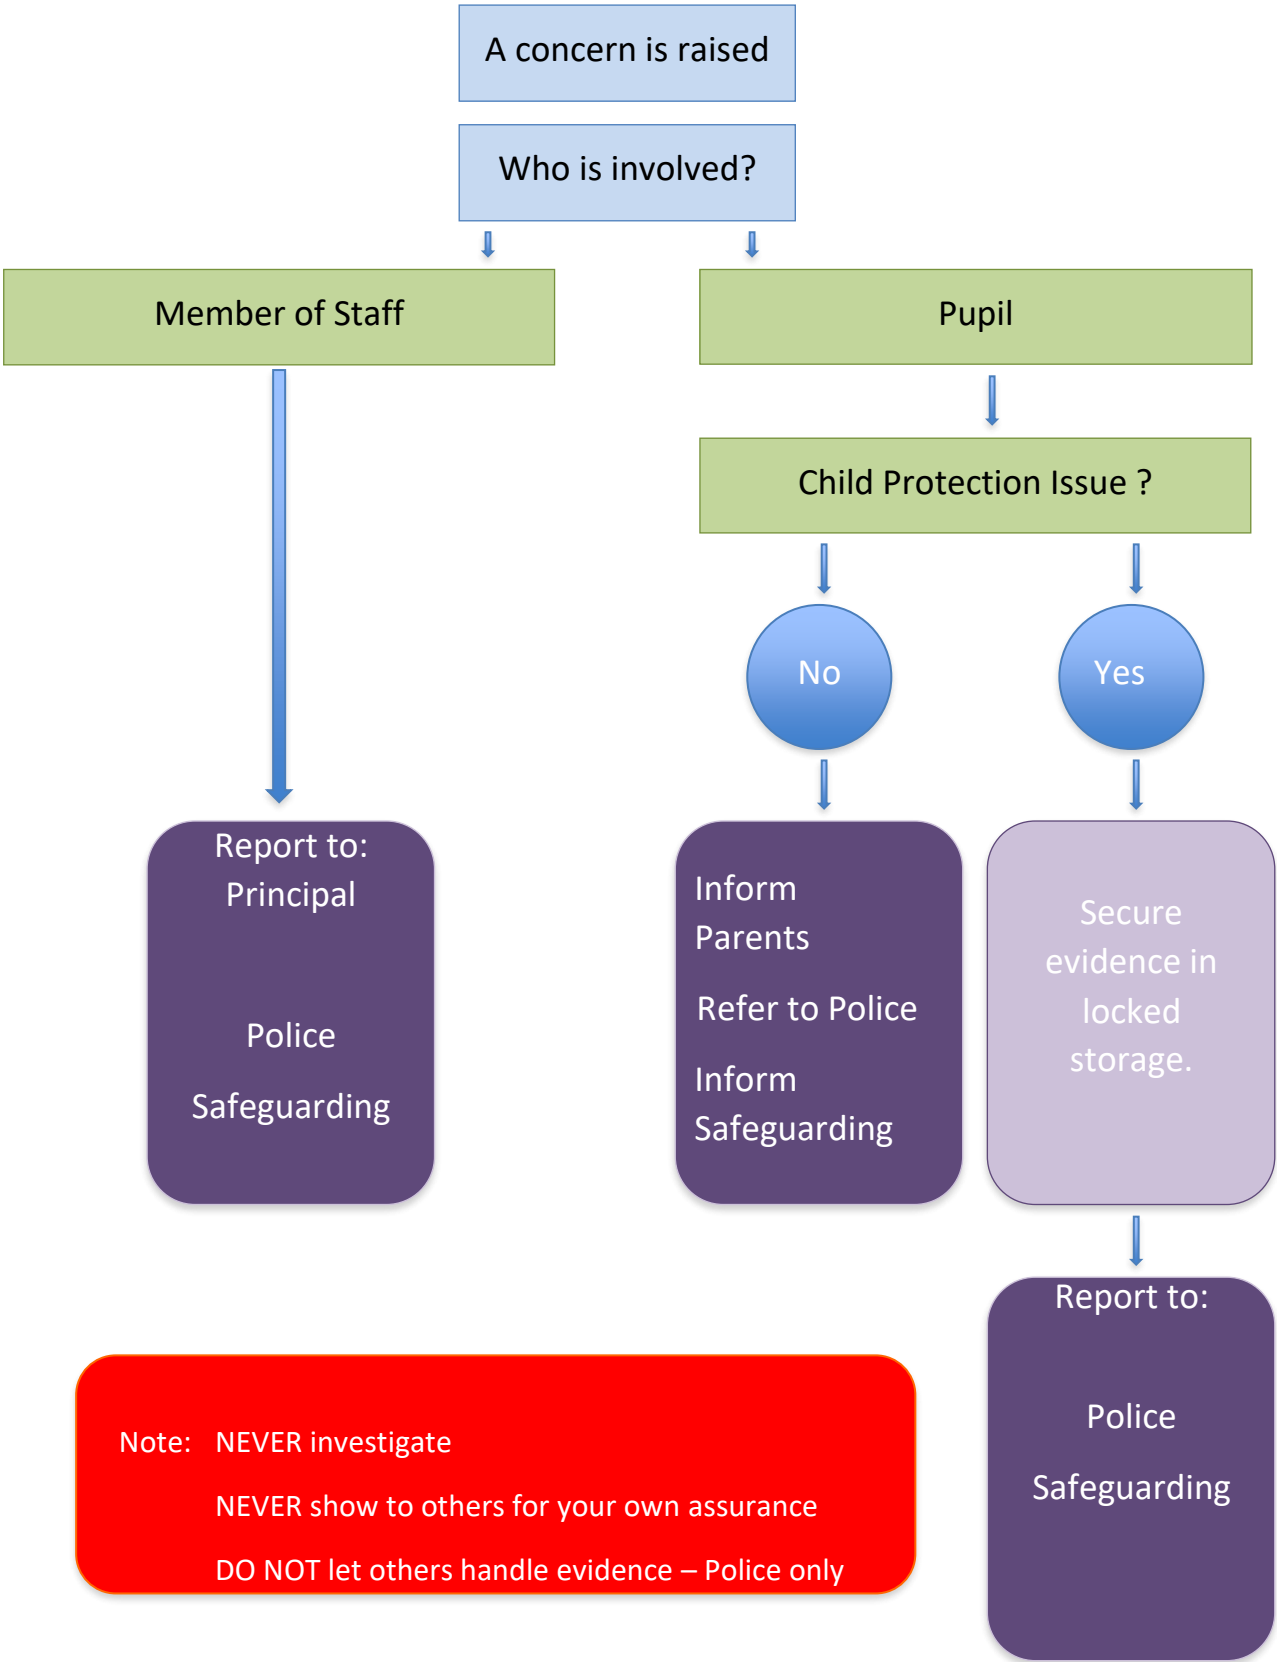 A concern is raised
Who is involved?
Member of Staff
Pupil
Child Protection Issue ?
No
Yes
Report to:
Principal
Police
Safeguarding
Inform
Parents
Refer to Police
Inform
Safeguarding
Secure
evidence in
locked
storage.
Report to:
Police
Safeguarding
Note: NEVER investigate
NEVER show to others for your own assurance
DO NOT let others handle evidence – Police only